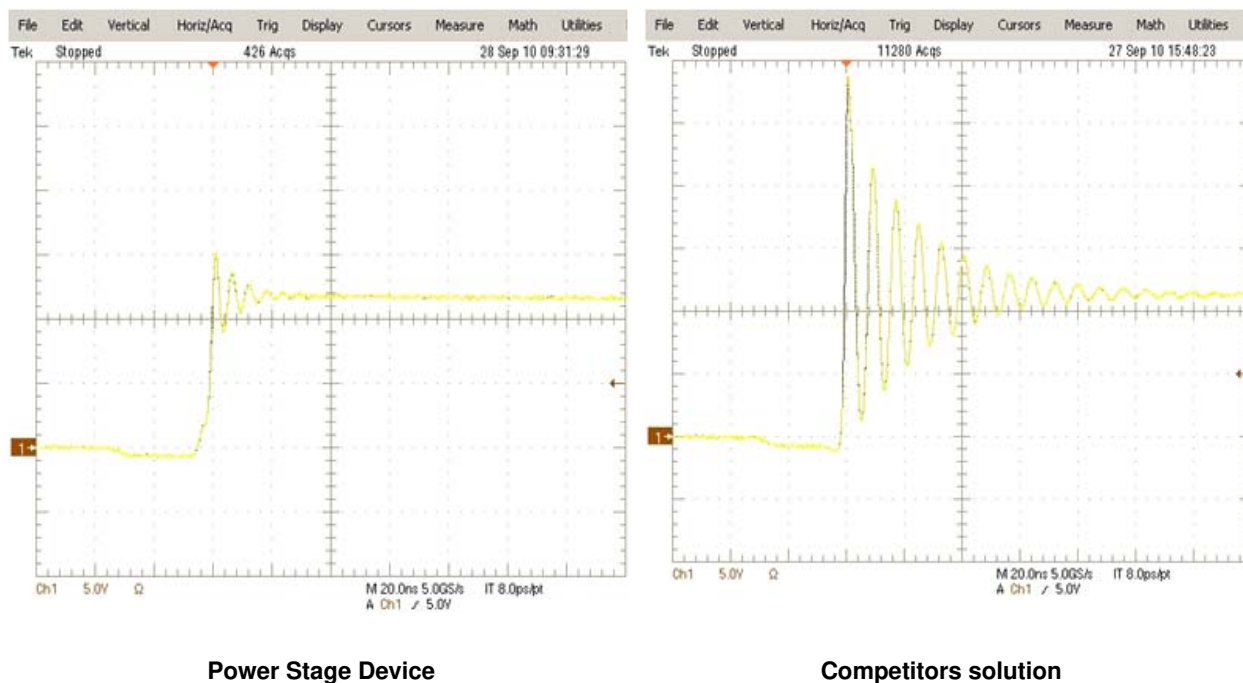 File Edit Vertical Horiz/Acq Trig Display Cursors Measure Math Utilities
Tek Stopped 426 Acqs 28 Sep 10 09:31:29
1
Ch1 5.0V Ω
M 20.0ns 5.0GS/s IT 8.0ps/pt
A Ch1 / 5.0V
Power Stage Device
File Edit Vertical Horiz/Acq Trig Display Cursors Measure Math Utilities
Tek Stopped 11280 Acqs 27 Sep 10 15:48:23
1
Ch1 5.0V Ω
M 20.0ns 5.0GS/s IT 8.0ps/pt
A Ch1 / 5.0V
Competitors solution